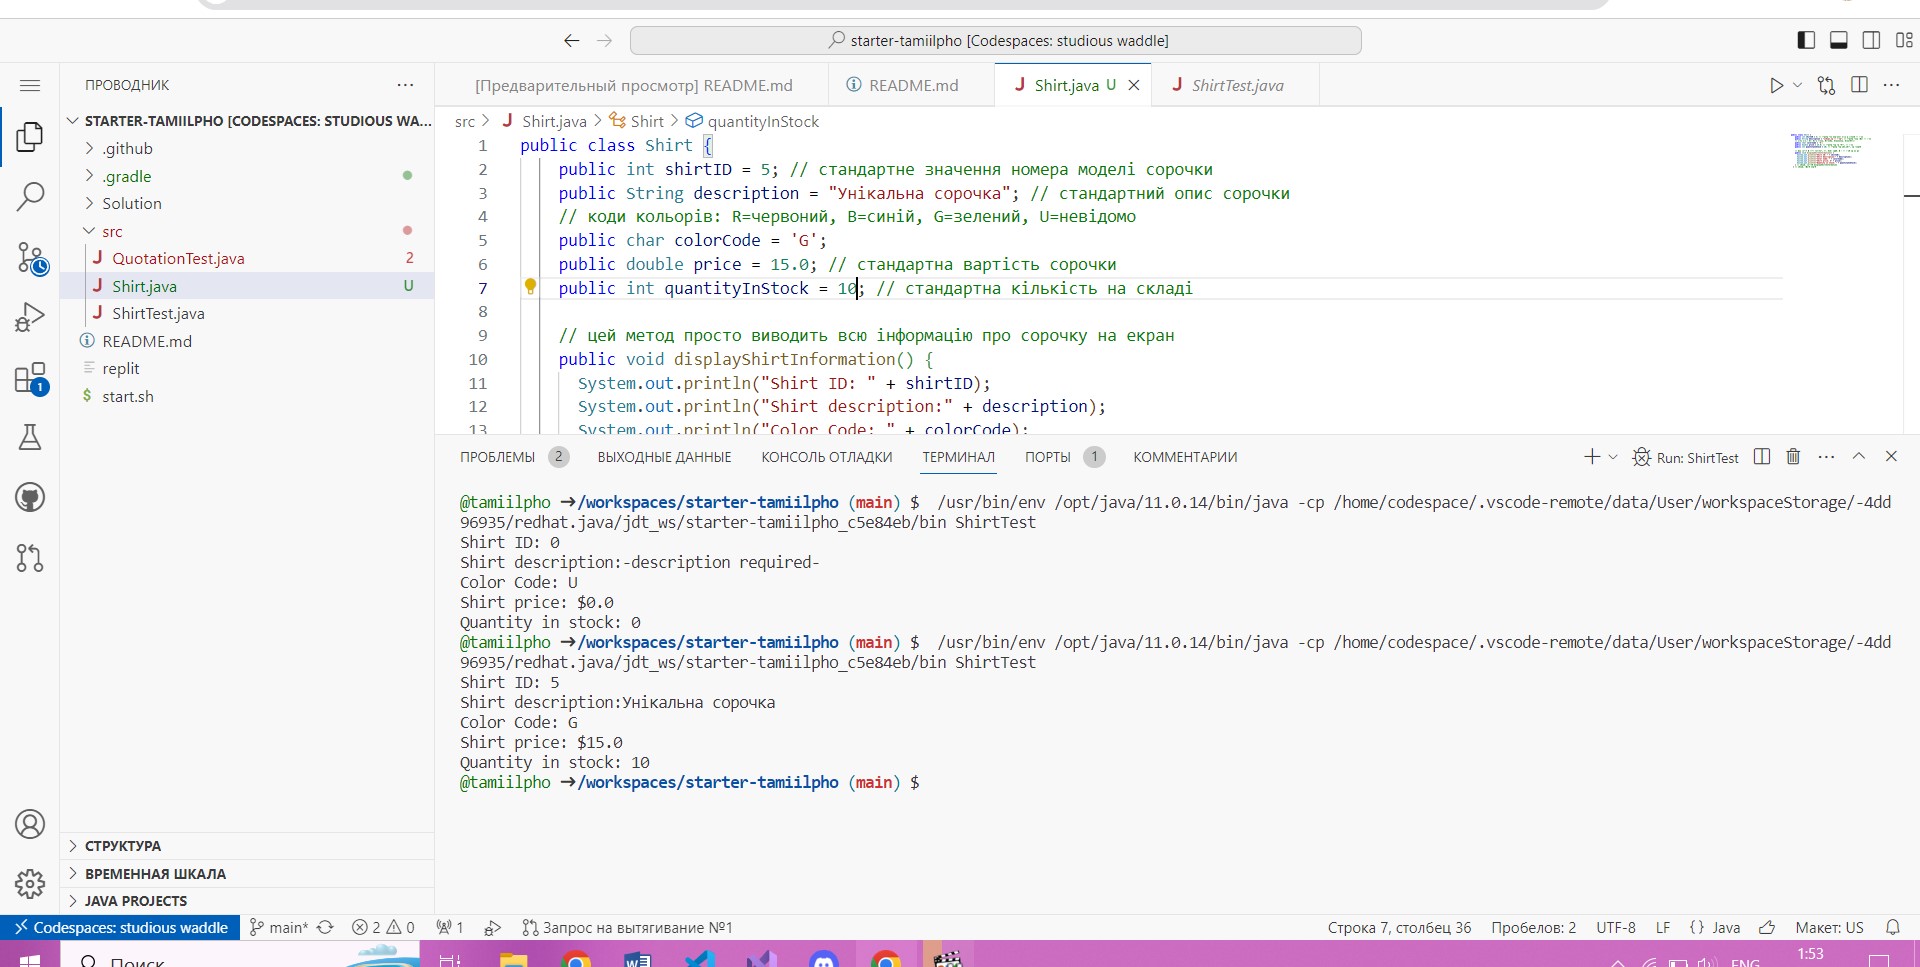 starter-tamiilpho [Codespaces: studious waddle]
ПРОВОДНИК
[Предварительный просмотр] README.md
README.md
Shirt.java U
ShirtTest.java
STARTER-TAMIILPHO [CODESPACES: STUDIOUS WA...
.github
.gradle
Solution
src
QuotationTest.java 2
Shirt.java U
ShirtTest.java
README.md
replit
start.sh
src > Shirt.java > Shirt > quantityInStock
1 public class Shirt {
2 public int shirtID = 5; // стандартне значення номера моделі сорочки
3 public String description = "Унікальна сорочка"; // стандартний опис сорочки
4 // коди кольорів: R=червоний, B=синій, G=зелений, U=невідомо
5 public char colorCode = 'G';
6 public double price = 15.0; // стандартна вартість сорочки
7 public int quantityInStock = 10; // стандартна кількість на складі
8
9 // цей метод просто виводить всю інформацію про сорочку на екран
10 public void displayShirtInformation() {
11 System.out.println("Shirt ID: " + shirtID);
12 System.out.println("Shirt description:" + description);
13 System.out.println("Color Code: " + colorCode);
ПРОБЛЕМЫ 2 ВЫХОДНЫЕ ДАННЫЕ КОНСОЛЬ ОТЛАДКИ ТЕРМИНАЛ ПОРТЫ 1 КОММЕНТАРИИ
Run: ShirtTest
@tamiilpho ➜/workspaces/starter-tamiilpho (main) $ /usr/bin/env /opt/java/11.0.14/bin/java -cp /home/codespace/.vscode-remote/data/User/workspaceStorage/-4dd
96935/redhat.java/jdt_ws/starter-tamiilpho_c5e84eb/bin ShirtTest
Shirt ID: 0
Shirt description:-description required-
Color Code: U
Shirt price: $0.0
Quantity in stock: 0
@tamiilpho ➜/workspaces/starter-tamiilpho (main) $ /usr/bin/env /opt/java/11.0.14/bin/java -cp /home/codespace/.vscode-remote/data/User/workspaceStorage/-4dd
96935/redhat.java/jdt_ws/starter-tamiilpho_c5e84eb/bin ShirtTest
Shirt ID: 5
Shirt description:Унікальна сорочка
Color Code: G
Shirt price: $15.0
Quantity in stock: 10
@tamiilpho ➜/workspaces/starter-tamiilpho (main) $
1
СТРУКТУРА
ВРЕМЕННАЯ ШКАЛА
JAVA PROJECTS
Codespaces: studious waddle main* 2 0 1 Запрос на вытягивание №1
Строка 7, столбец 36 Пробелов: 2 UTF-8 LF {} Java Макет: US
Поиск
ENG
1:53